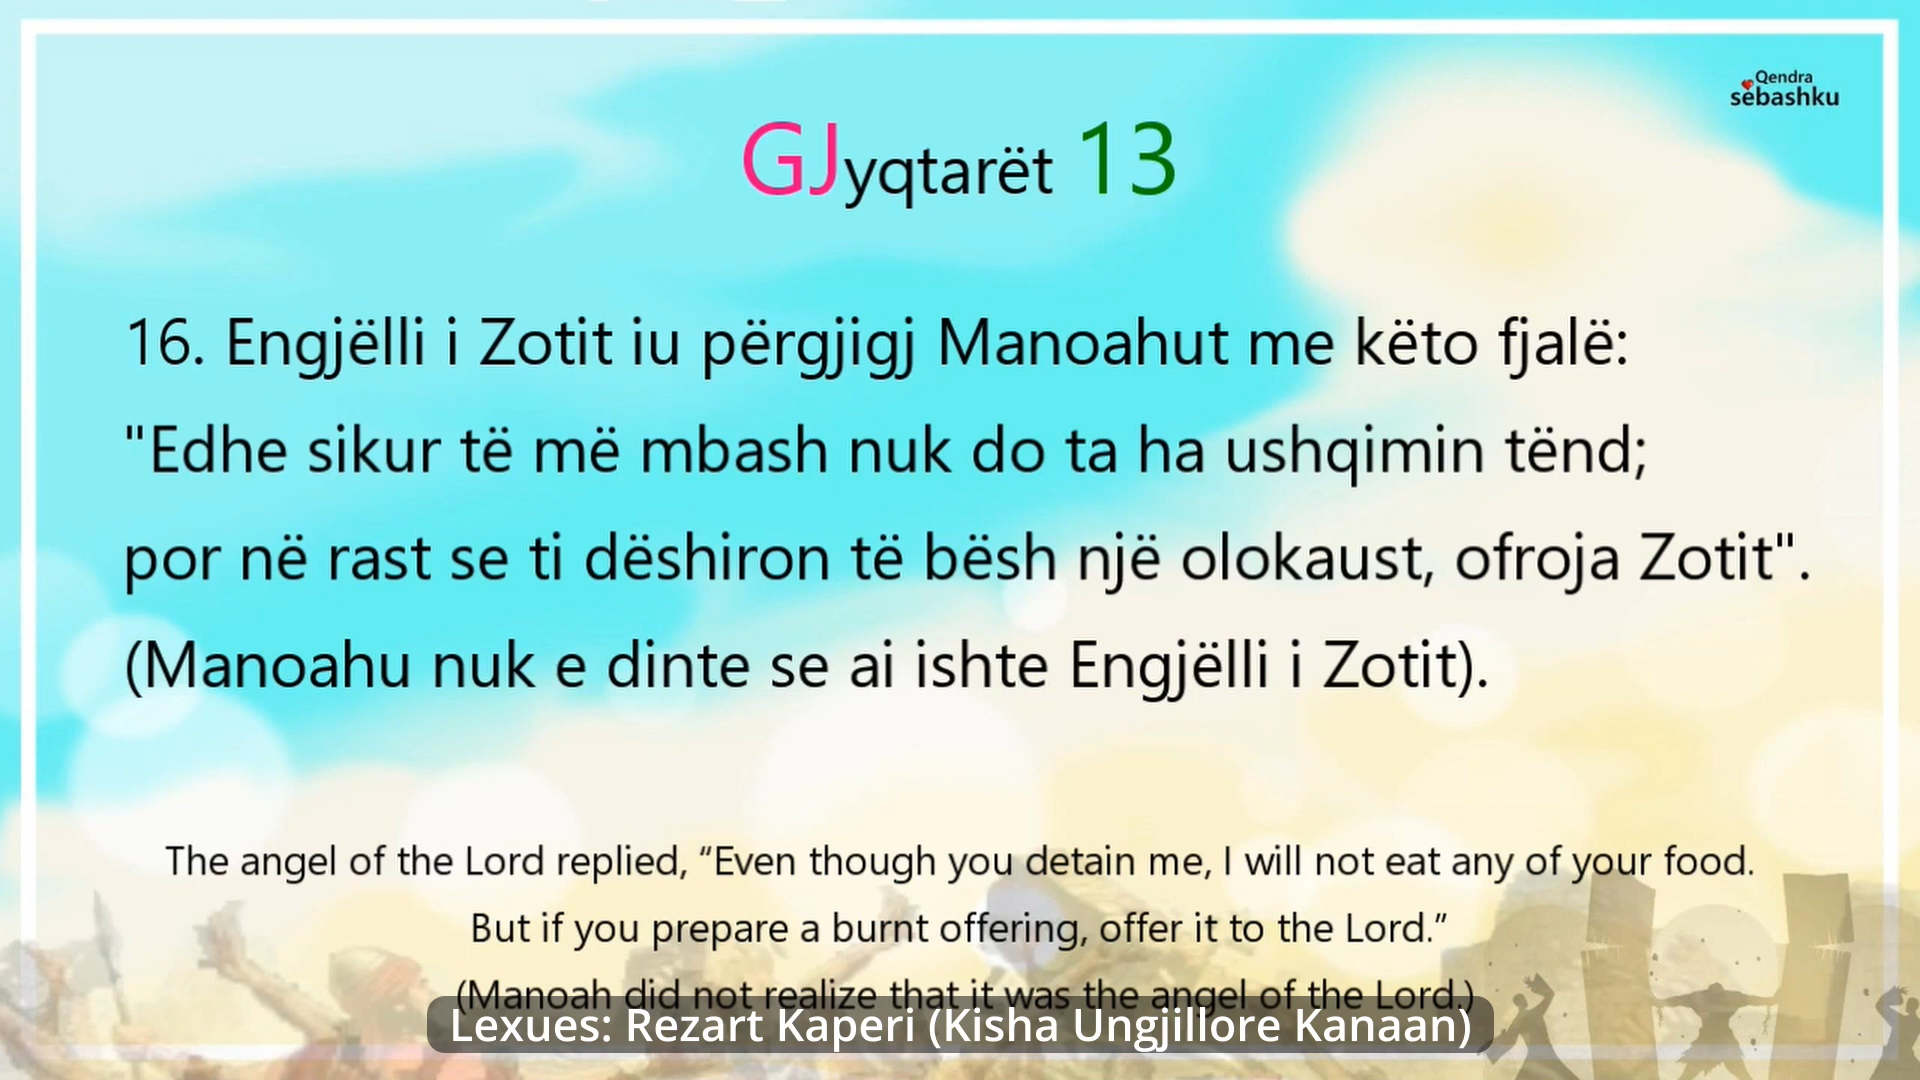 Qendra
sëbashku
GJyqtarët 13
16. Engjëlli i Zotit iu përgjigj Manoahut me këto fjalë:
"Edhe sikur të më mbash nuk do ta ha ushqimin tënd;
por në rast se ti dëshiron të bësh një olokaust, ofroja Zotit".
(Manoahu nuk e dinte se ai ishte Engjëlli i Zotit).
The angel of the Lord replied, “Even though you detain me, I will not eat any of your food.
But if you prepare a burnt offering, offer it to the Lord.”
(Manoah did not realize that it was the angel of the Lord.)
Lexues: Rezart Kaperi (Kisha Ungjillore Kanaan)